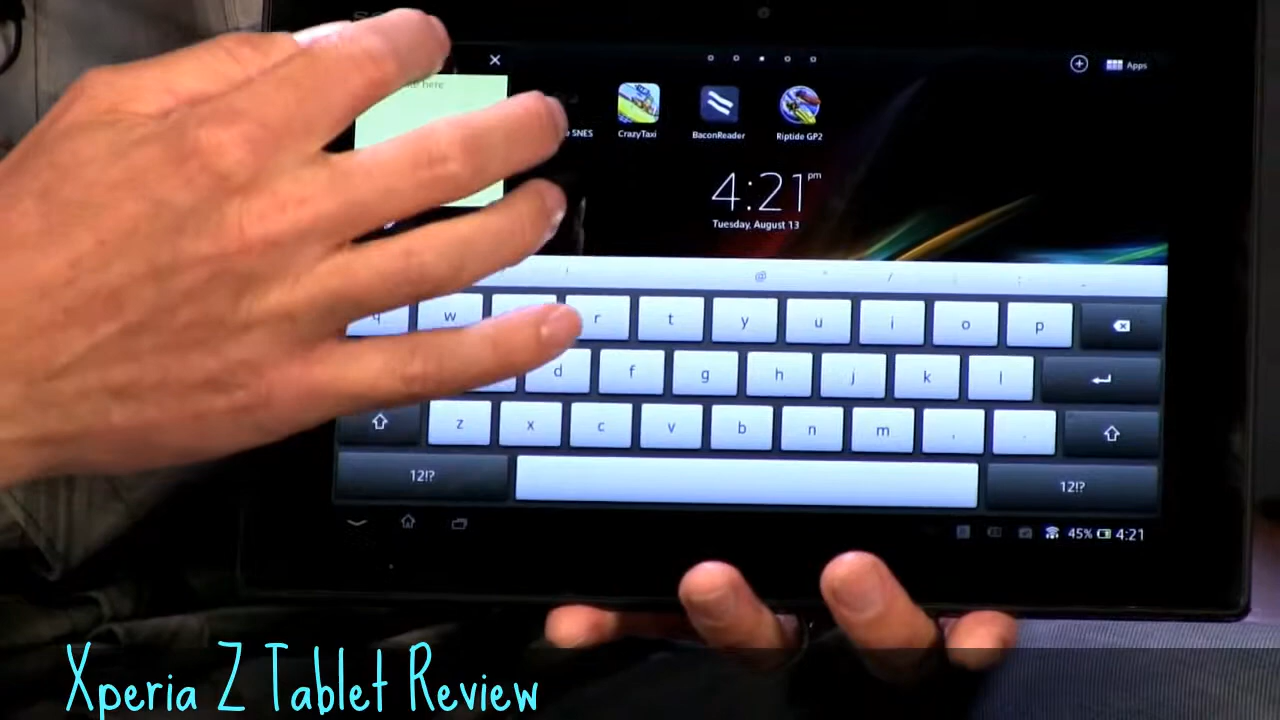 Apps
SNES
CrazyTaxi
BaconReader
Riptide GP2
4:21 pm
Tuesday, August 13
here
@ " / : ; _
q w r t y u i o p
d f g h j k l
z x c v b n m , .
12!? 12!?
45% 4:21
Xperia Z Tablet Review